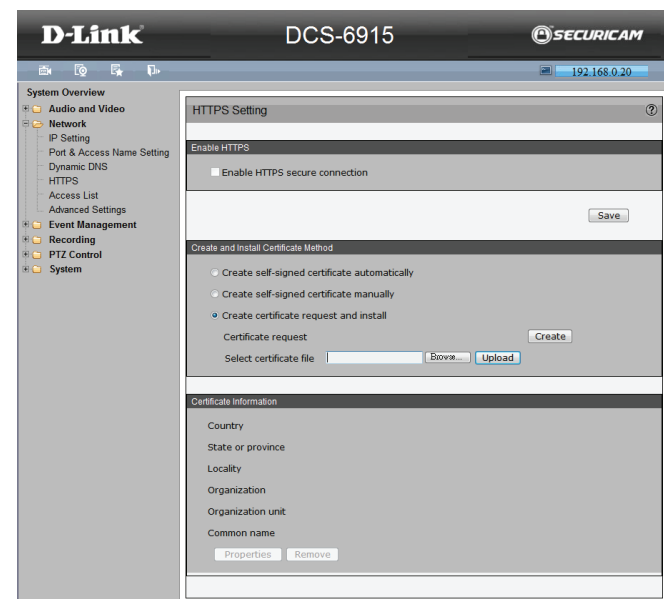 D-Link
DCS-6915
SECURICAM
192.168.0.20
System Overview
Audio and Video
Network
IP Setting
Port & Access Name Setting
Dynamic DNS
HTTPS
Access List
Advanced Settings
Event Management
Recording
PTZ Control
System
HTTPS Setting
Enable HTTPS
Enable HTTPS secure connection
Save
Create and Install Certificate Method
Create self-signed certificate automatically
Create self-signed certificate manually
Create certificate request and install
Certificate request Create
Select certificate file Browse... Upload
Certificate Information
Country
State or province
Locality
Organization
Organization unit
Common name
Properties Remove